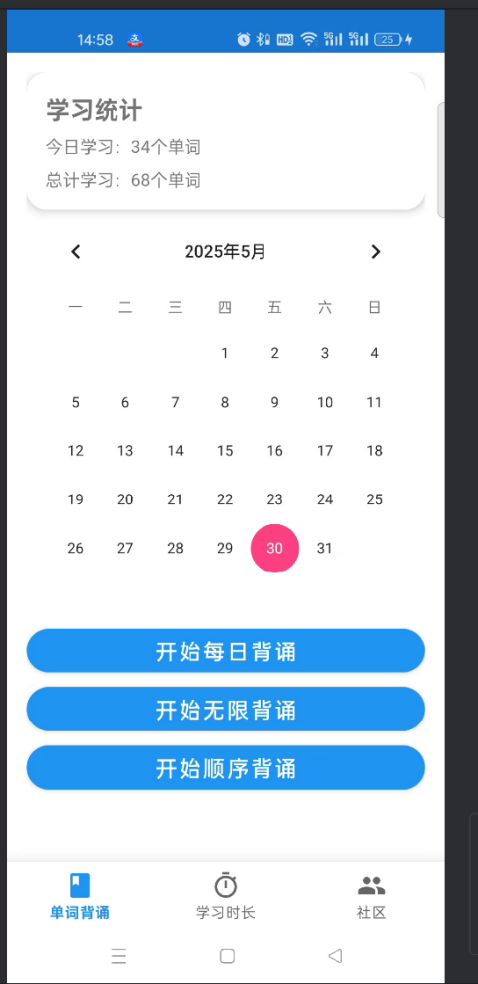 14:58 HD2 5G 5G 25
学习统计
今日学习：34个单词
总计学习：68个单词
2025年5月
一 二 三 四 五 六 日
1 2 3 4
5 6 7 8 9 10 11
12 13 14 15 16 17 18
19 20 21 22 23 24 25
26 27 28 29 30 31
开始每日背诵
开始无限背诵
开始顺序背诵
单词背诵 学习时长 社区